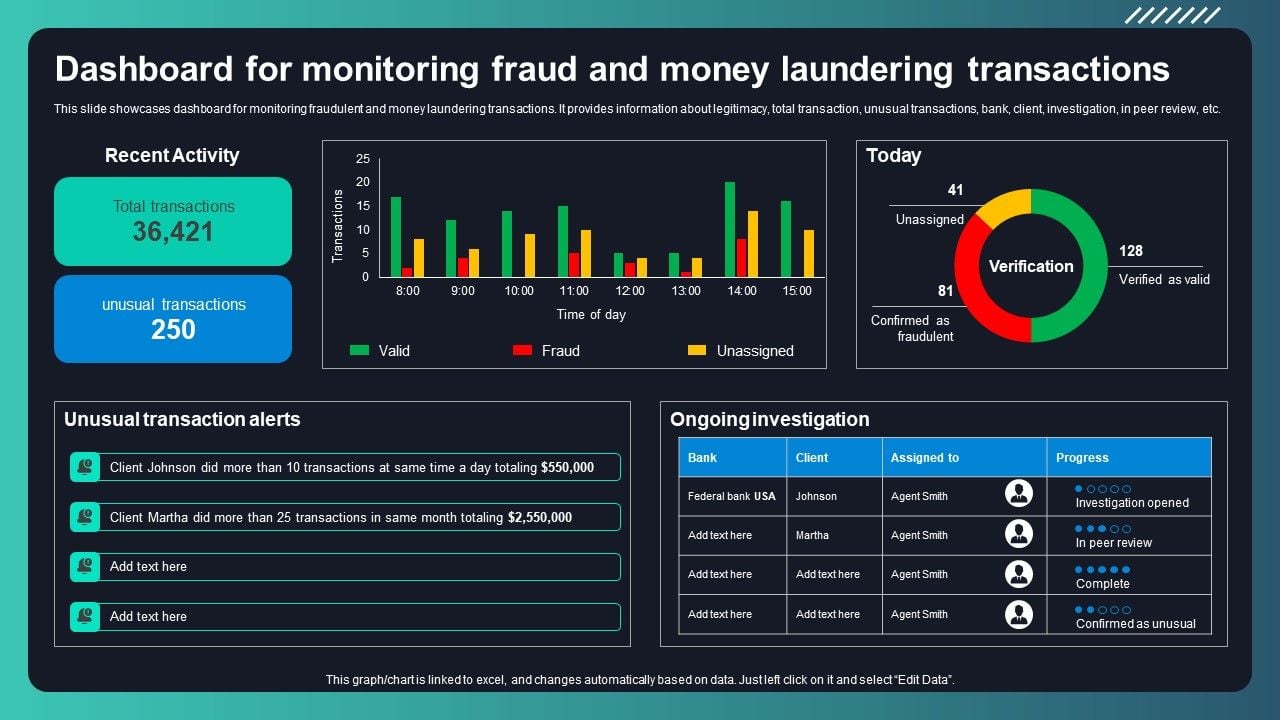 Dashboard for monitoring fraud and money laundering transactions
This slide showcases dashboard for monitoring fraudulent and money laundering transactions. It provides information about legitimacy, total transaction, unusual transactions, bank, client, investigation, in peer review, etc.
Recent Activity
Total transactions
36,421
unusual transactions
250
Transactions
25
20
15
10
5
0
8:00 9:00 10:00 11:00 12:00 13:00 14:00 15:00
Time of day
Valid Fraud Unassigned
Today
41
Unassigned
128
Verified as valid
Verification
81
Confirmed as
fraudulent
Unusual transaction alerts
Client Johnson did more than 10 transactions at same time a day totaling $550,000
Client Martha did more than 25 transactions in same month totaling $2,550,000
Add text here
Add text here
Ongoing investigation
Bank Client Assigned to Progress
Federal bank USA Johnson Agent Smith Investigation opened
Add text here Martha Agent Smith In peer review
Add text here Add text here Agent Smith Complete
Add text here Add text here Agent Smith Confirmed as unusual
This graph/chart is linked to excel, and changes automatically based on data. Just left click on it and select “Edit Data”.